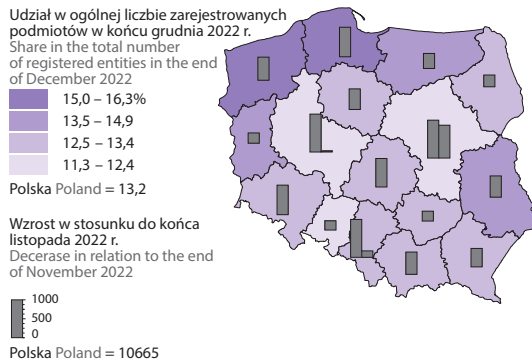 Udział w ogólnej liczbie zarejestrowanych
podmiotów w końcu grudnia 2022 r.
Share in the total number
of registered entities in the end
of December 2022
15,0 – 16,3%
13,5 – 14,9
12,5 – 13,4
11,3 – 12,4
Polska Poland = 13,2
Wzrost w stosunku do końca
listopada 2022 r.
Decerase in relation to the end
of November 2022
1000
500
0
Polska Poland = 10665